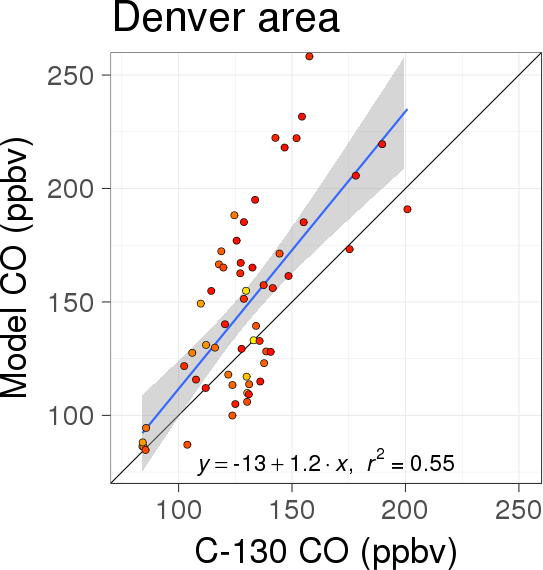 Denver area
Model CO (ppbv)
250
200
150
100
y = -13 + 1.2 · x,  r² = 0.55
100 150 200 250
C-130 CO (ppbv)